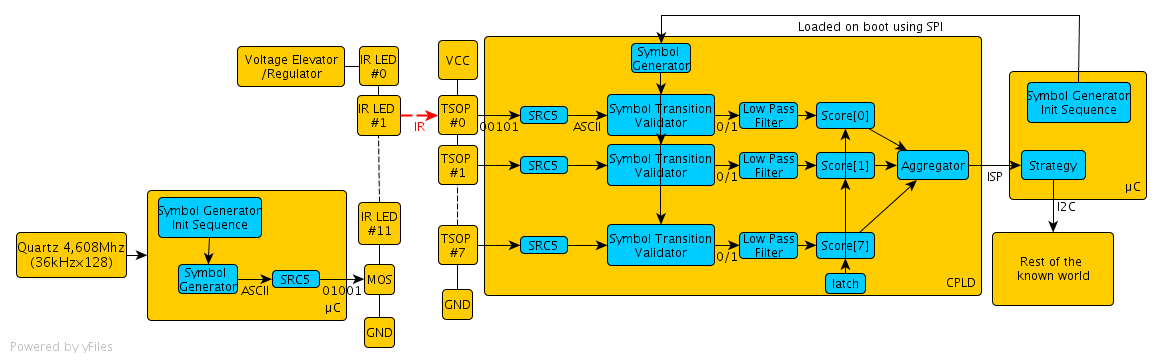 Loaded on boot using SPI
Voltage Elevator
/Regulator
IR LED
#0
VCC
Symbol
Generator
IR LED
#1
IR
TSOP
#0
00101
SRC5
ASCII
Symbol Transition
Validator
0/1
Low Pass
Filter
Score[0]
Symbol Generator
Init Sequence
TSOP
#1
SRC5
Symbol Transition
Validator
0/1
Low Pass
Filter
Score[1]
Aggregator
ISP
Strategy
µC
I2C
Symbol Generator
Init Sequence
IR LED
#11
TSOP
#7
SRC5
Symbol Transition
Validator
0/1
Low Pass
Filter
Score[7]
Quartz 4,608Mhz
(36kHz×128)
Symbol
Generator
ASCII
SRC5
01001
MOS
µC
GND
GND
latch
CPLD
Rest of the
known world
Powered by yFiles